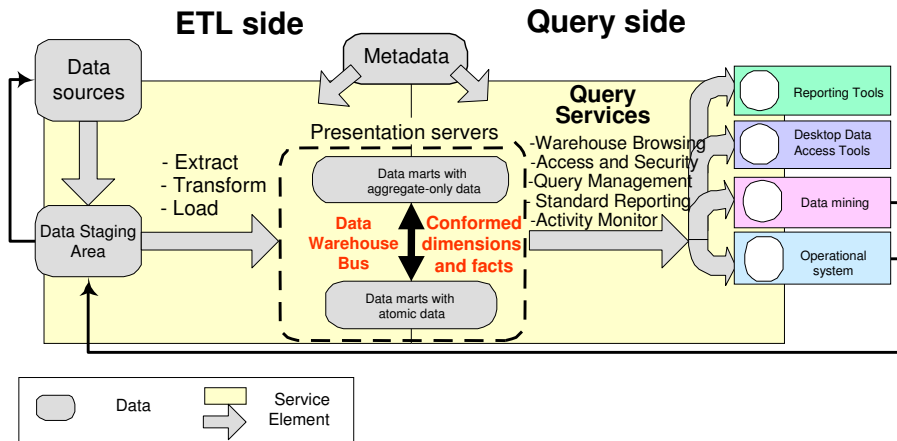 ETL side
Query side
Metadata
Data
sources
Query
Services
Reporting Tools
Presentation servers
-Warehouse Browsing
-Access and Security
-Query Management
- Standard Reporting
-Activity Monitor
Desktop Data
Access Tools
- Extract
- Transform
- Load
Data marts with
aggregate-only data
Data mining
Data Staging
Area
Data
Warehouse
Bus
Conformed
dimensions
and facts
Operational
system
Data marts with
atomic data
Data
Service
Element